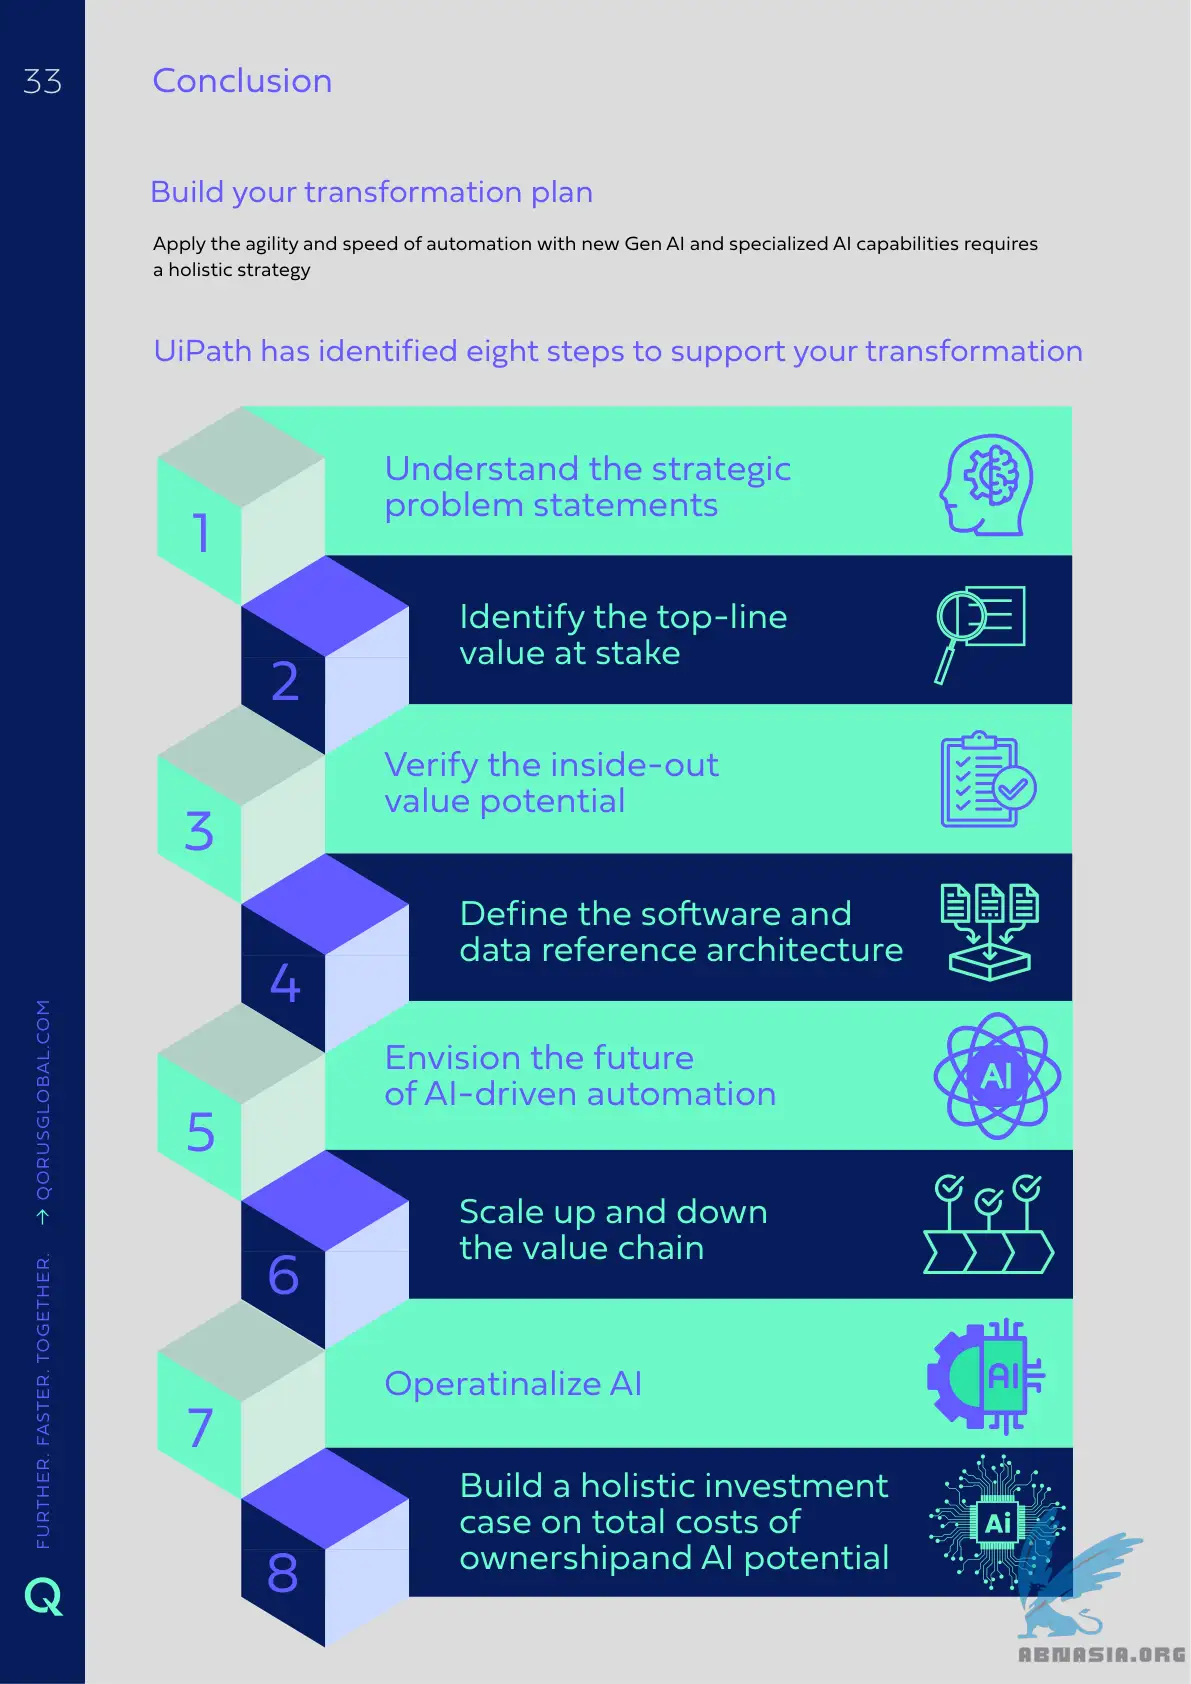 33
Conclusion
Build your transformation plan
Apply the agility and speed of automation with new Gen AI and specialized AI capabilities requires
a holistic strategy
UiPath has identified eight steps to support your transformation
1
Understand the strategic
problem statements
2
Identify the top-line
value at stake
3
Verify the inside-out
value potential
4
Define the software and
data reference architecture
5
Envision the future
of AI-driven automation
AI
6
Scale up and down
the value chain
7
Operatinalize AI
AI
8
Build a holistic investment
case on total costs of
ownershipand AI potential
Ai
FURTHER. FASTER. TOGETHER. → QORUSGLOBAL.COM
Q
ABNASIA.ORG